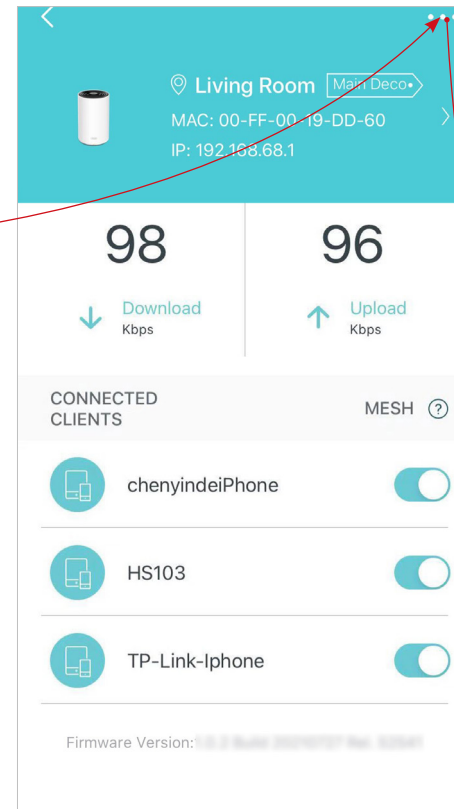 Living Room Main Deco
MAC: 00-FF-00-19-DD-60
IP: 192.168.68.1
98 96
Download Upload
Kbps Kbps
CONNECTED
CLIENTS
MESH ?
chenyindeiPhone
HS103
TP-Link-Iphone
Firmware Version: